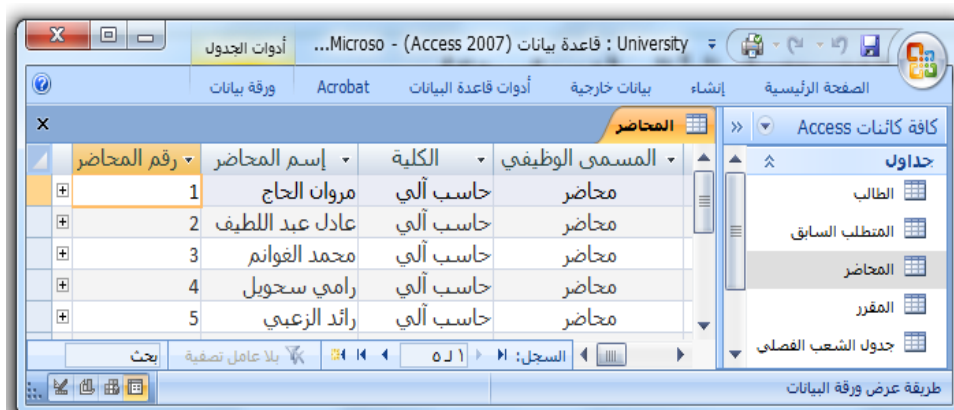 University : قاعدة بيانات (Access 2007) - Microso...
أدوات الجدول
الصفحة الرئيسية
إنشاء
بيانات خارجية
أدوات قاعدة البيانات
Acrobat
ورقة بيانات
كافة كائنات Access
جداول
الطالب
المتطلب السابق
المحاضر
المقرر
جدول الشعب الفصلي
المحاضر
رقم المحاضر إسم المحاضر الكلية المسمى الوظيفي
1 مروان الحاج حاسب آلي محاضر
2 عادل عبد اللطيف حاسب آلي محاضر
3 محمد الغوانم حاسب آلي محاضر
4 رامي سحويل حاسب آلي محاضر
5 رائد الزعبي حاسب آلي محاضر
السجل: ١ لـ ٥ بلا عامل تصفية بحث
طريقة عرض ورقة البيانات